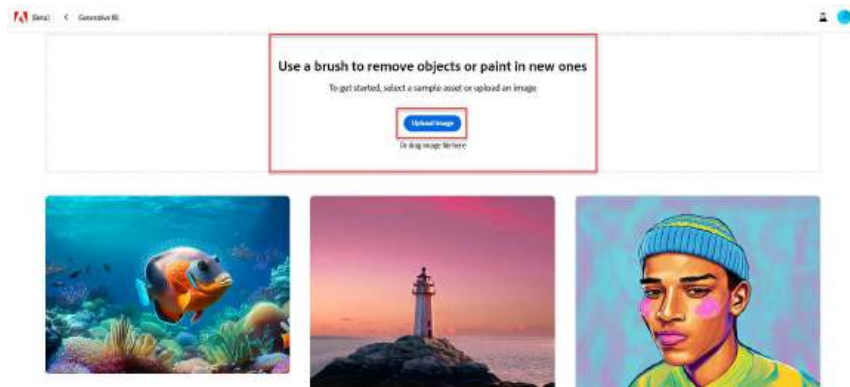 (Beta) < Generative fill
Use a brush to remove objects or paint in new ones
To get started, select a sample asset or upload an image
Upload image
Or drag image file here